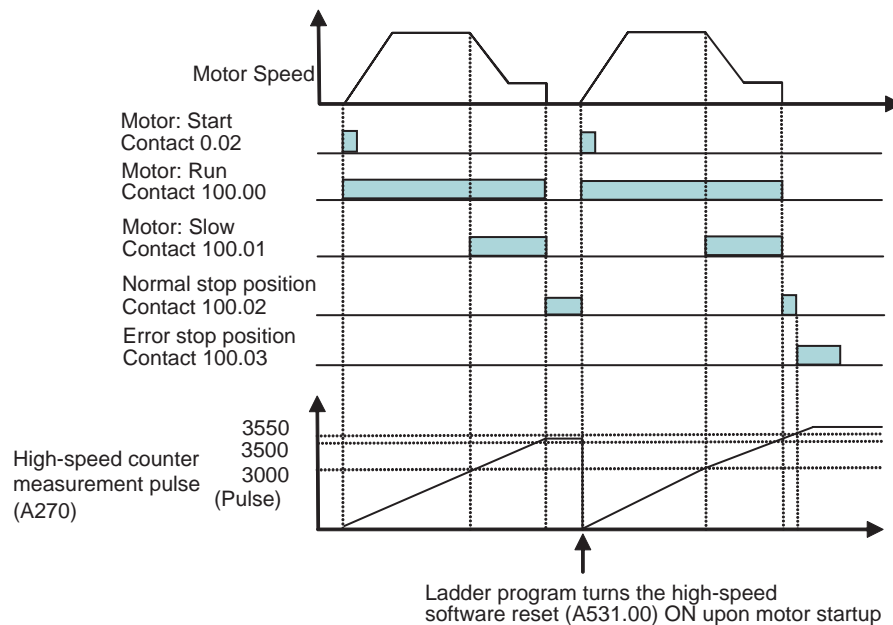 Motor Speed
Motor: Start
Contact 0.02
Motor: Run
Contact 100.00
Motor: Slow
Contact 100.01
Normal stop position
Contact 100.02
Error stop position
Contact 100.03
3550
3500
3000
(Pulse)
High-speed counter
measurement pulse
(A270)
Ladder program turns the high-speed
software reset (A531.00) ON upon motor startup